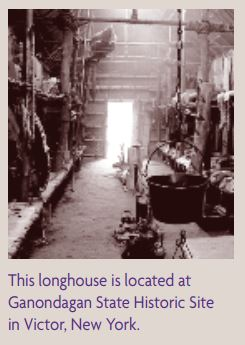 This longhouse is located at
Ganondagan State Historic Site
in Victor, New York.